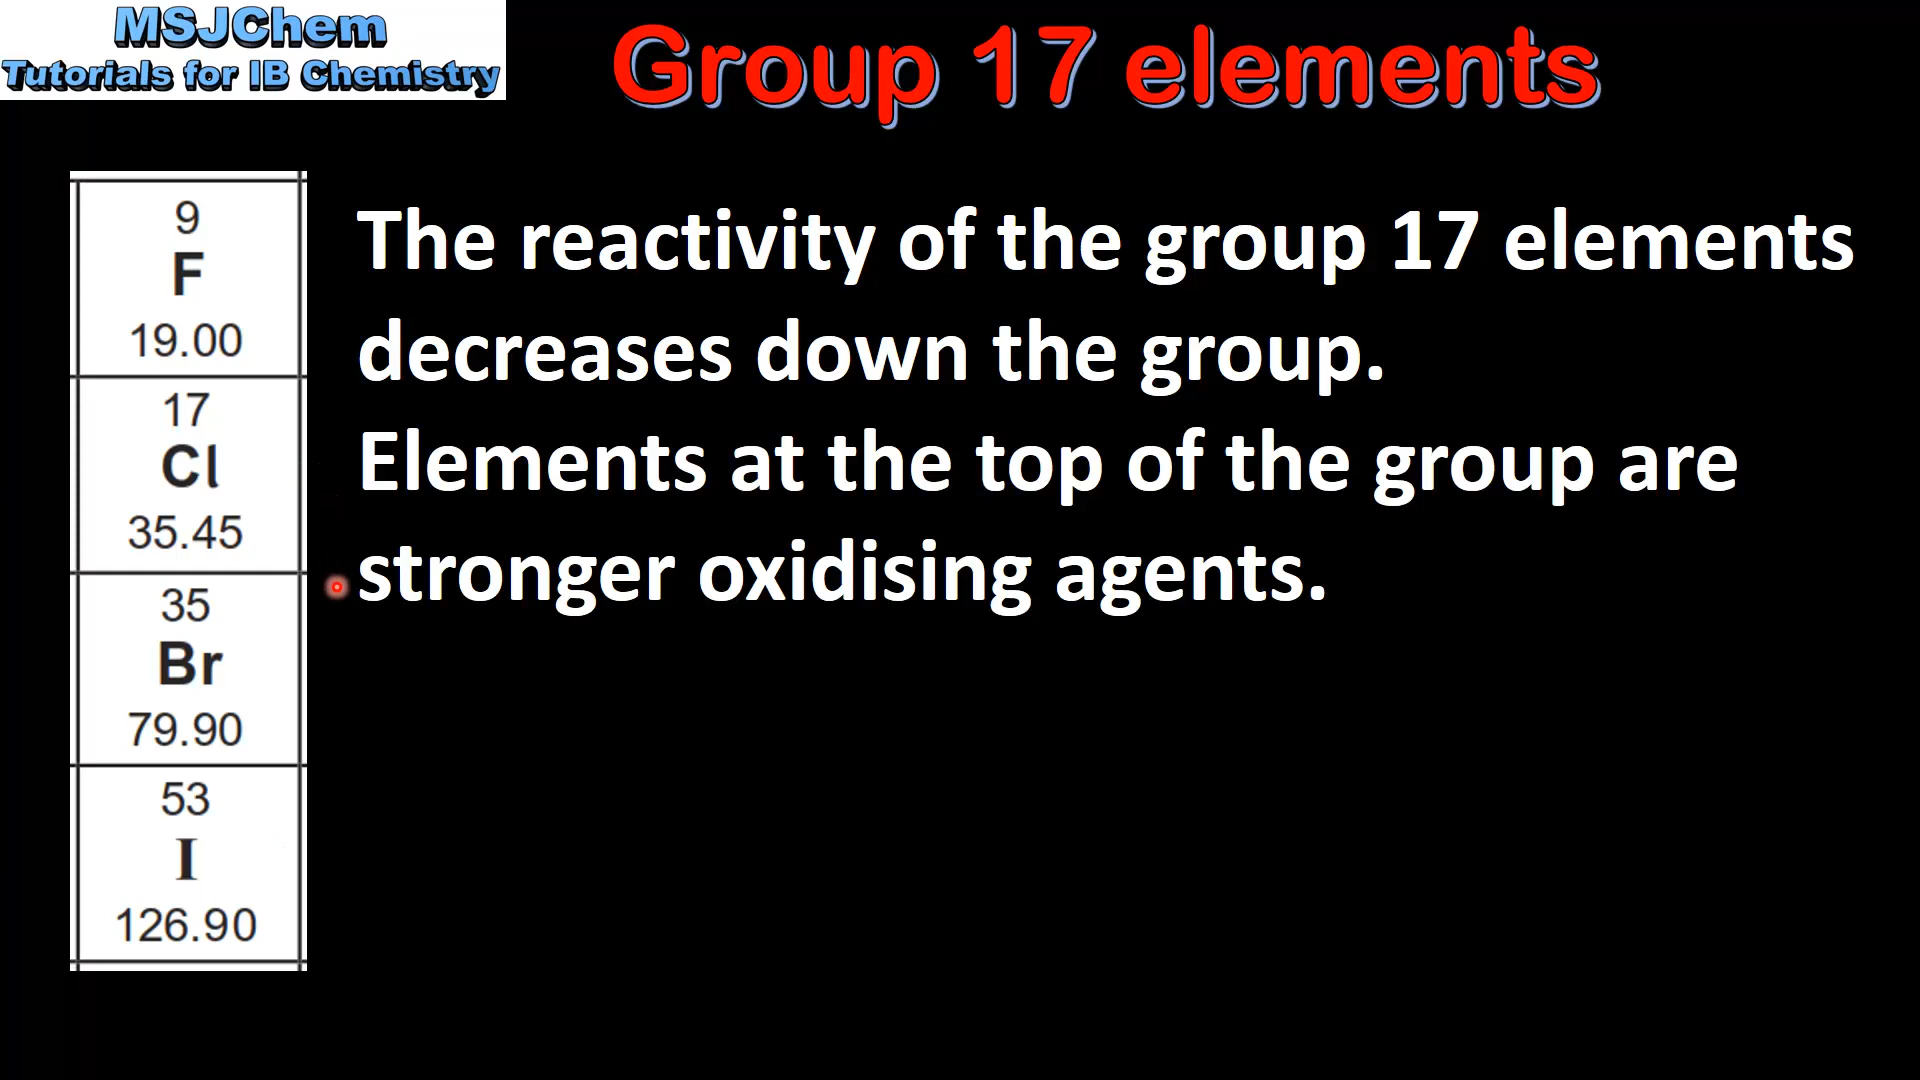 MSJChem
Tutorials for IB Chemistry
Group 17 elements
9
F
19.00
17
Cl
35.45
35
Br
79.90
53
I
126.90
The reactivity of the group 17 elements
decreases down the group.
Elements at the top of the group are
stronger oxidising agents.